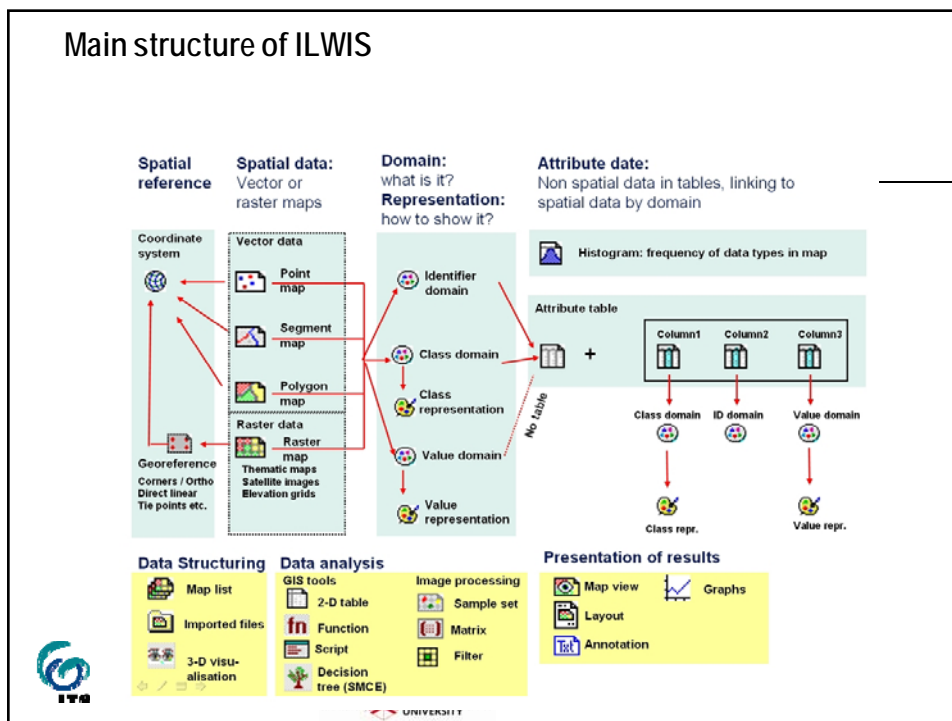 Main structure of ILWIS
Spatial
reference
Spatial data:
Vector or
raster maps
Domain:
what is it?
Representation:
how to show it?
Attribute date:
Non spatial data in tables, linking to
spatial data by domain
Coordinate
system
Georeference
Corners / Ortho
Direct linear
Tie points etc.
Vector data
Point
map
Segment
map
Polygon
map
Raster data
Raster
map
Thematic maps
Satellite images
Elevation grids
Identifier
domain
Class domain
Class
representation
Value domain
Value
representation
No table
Histogram: frequency of data types in map
Attribute table
+
Column1
Column2
Column3
Class domain
ID domain
Value domain
Class repr.
Value repr.
Data Structuring
Map list
Imported files
3-D visu-
alisation
Data analysis
GIS tools
2-D table
fn
Function
Script
Decision
tree (SMCE)
Image processing
Sample set
Matrix
Filter
Presentation of results
Map view
Graphs
Layout
Txt
Annotation
ITC
UNIVERSITY